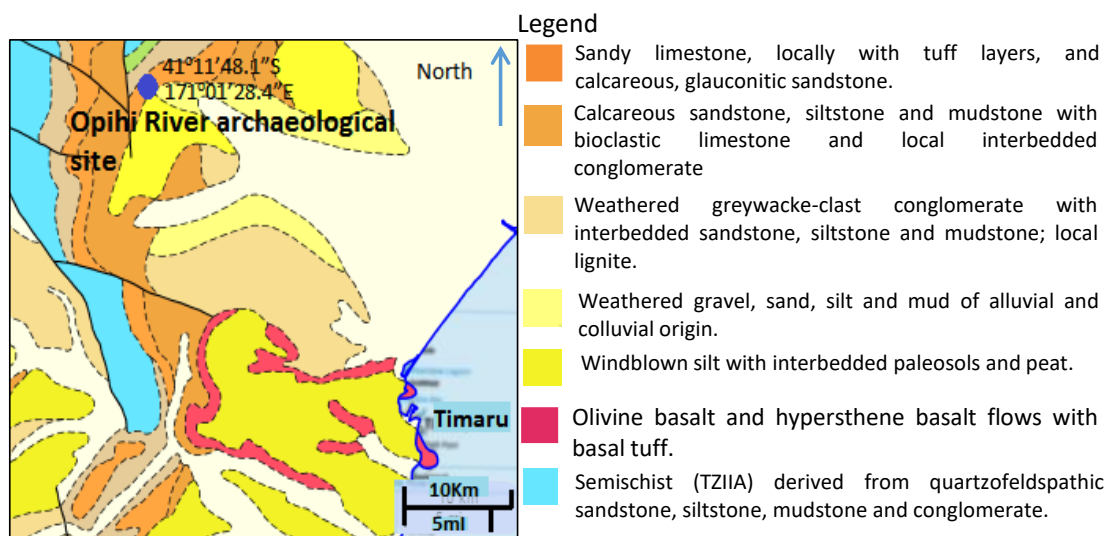 Legend
41°11'48.1"S
171°01'28.4"E
North
Opihi River archaeological
site
Timaru
10Km
5ml
Sandy limestone, locally with tuff layers, and
calcareous, glauconitic sandstone.
Calcareous sandstone, siltstone and mudstone with
bioclastic limestone and local interbedded
conglomerate
Weathered greywacke-clast conglomerate with
interbedded sandstone, siltstone and mudstone; local
lignite.
Weathered gravel, sand, silt and mud of alluvial and
colluvial origin.
Windblown silt with interbedded paleosols and peat.
Olivine basalt and hypersthene basalt flows with
basal tuff.
Semischist (TZIIA) derived from quartzofeldspathic
sandstone, siltstone, mudstone and conglomerate.